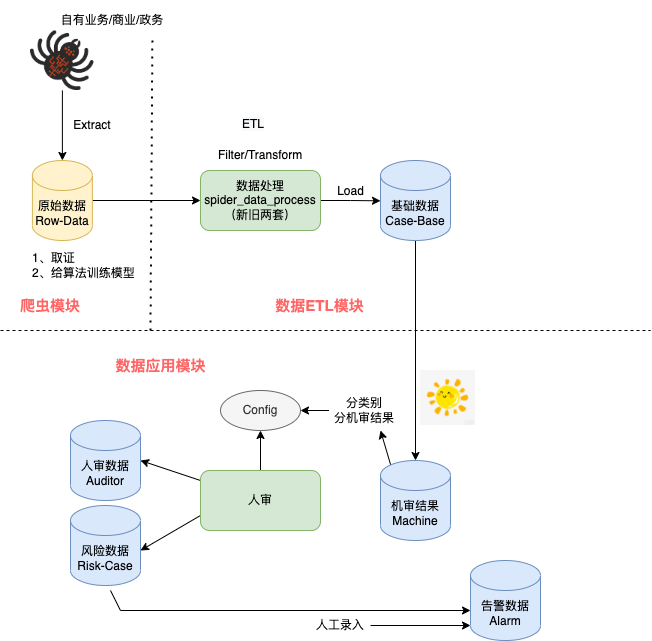 自有业务/商业/政务
Extract
ETL
Filter/Transform
原始数据
Row-Data
数据处理
spider_data_process
（新旧两套）
Load
基础数据
Case-Base
1、取证
2、给算法训练模型
爬虫模块
数据ETL模块
数据应用模块
Config
分类别
分机审结果
人审数据
Auditor
人审
机审结果
Machine
风险数据
Risk-Case
告警数据
Alarm
人工录入